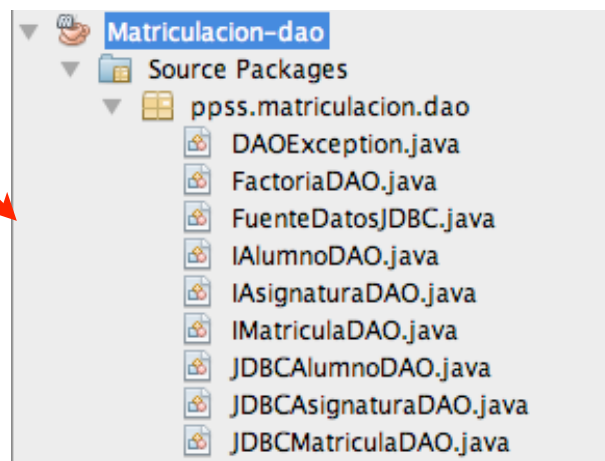 Matriculacion-dao
Source Packages
ppss.matriculacion.dao
DAOException.java
FactoriaDAO.java
FuenteDatosJDBC.java
IAlumnoDAO.java
IAsignaturaDAO.java
IMatriculaDAO.java
JDBCAlumnoDAO.java
JDBCAsignaturaDAO.java
JDBCMatriculaDAO.java